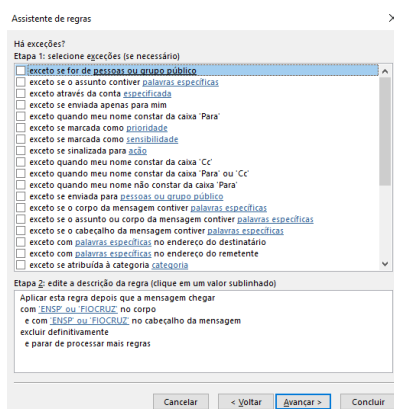 Assistente de regras
Há exceções?
Etapa 1: selecione exceções (se necessário)
exceto se for de pessoas ou grupo público
exceto se o assunto contiver palavras específicas
exceto através da conta especificada
exceto se enviada apenas para mim
exceto quando meu nome constar da caixa 'Para'
exceto se marcada como prioridade
exceto se marcada como sensibilidade
exceto se sinalizada para ação
exceto quando meu nome constar da caixa 'Cc'
exceto quando meu nome constar da caixa 'Para' ou 'Cc'
exceto quando meu nome não constar da caixa 'Para'
exceto se enviada para pessoas ou grupo público
exceto se o corpo da mensagem contiver palavras específicas
exceto se o assunto ou corpo da mensagem contiver palavras específicas
exceto se o cabeçalho da mensagem contiver palavras específicas
exceto com palavras específicas no endereço do destinatário
exceto com palavras específicas no endereço do remetente
exceto se atribuída à categoria categoria
Etapa 2: edite a descrição da regra (clique em um valor sublinhado)
Aplicar esta regra depois que a mensagem chegar
com 'ENSP' ou 'FIOCRUZ' no corpo
e com 'ENSP' ou 'FIOCRUZ' no cabeçalho da mensagem
excluir definitivamente
e parar de processar mais regras
Cancelar < Voltar Avançar > Concluir